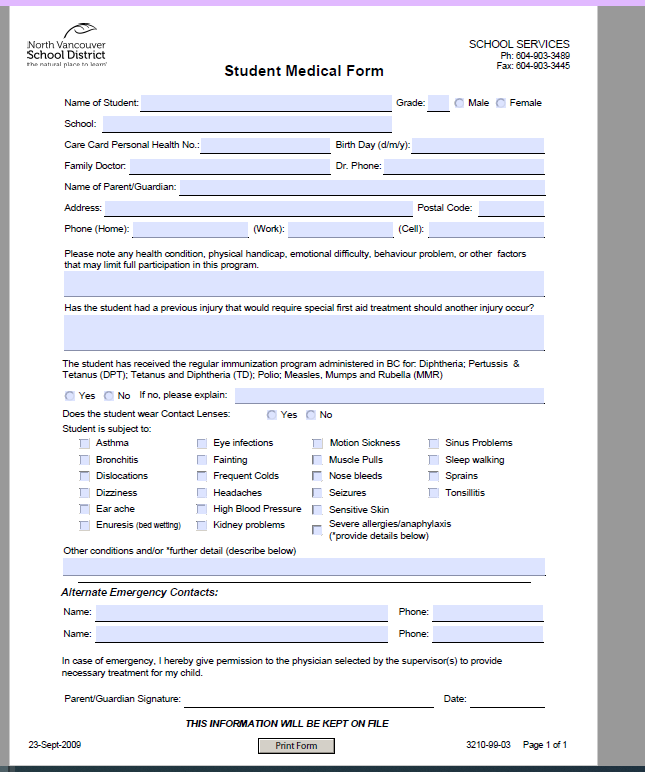 North Vancouver
School District
the natural place to learn
SCHOOL SERVICES
Ph: 604-903-3489
Fax: 604-903-3445
Student Medical Form
Name of Student: Grade: Male Female
School:
Care Card Personal Health No.: Birth Day (d/m/y):
Family Doctor: Dr. Phone:
Name of Parent/Guardian:
Address: Postal Code:
Phone (Home): (Work): (Cell):
Please note any health condition, physical handicap, emotional difficulty, behaviour problem, or other factors
that may limit full participation in this program.
Has the student had a previous injury that would require special first aid treatment should another injury occur?
The student has received the regular immunization program administered in BC for: Diphtheria; Pertussis &
Tetanus (DPT); Tetanus and Diphtheria (TD); Polio; Measles, Mumps and Rubella (MMR)
Yes No If no, please explain:
Does the student wear Contact Lenses: Yes No
Student is subject to:
Asthma Eye infections Motion Sickness Sinus Problems
Bronchitis Fainting Muscle Pulls Sleep walking
Dislocations Frequent Colds Nose bleeds Sprains
Dizziness Headaches Seizures Tonsillitis
Ear ache High Blood Pressure Sensitive Skin
Enuresis (bed wetting) Kidney problems Severe allergies/anaphylaxis
(*provide details below)
Other conditions and/or *further detail (describe below)
Alternate Emergency Contacts:
Name: Phone:
Name: Phone:
In case of emergency, I hereby give permission to the physician selected by the supervisor(s) to provide
necessary treatment for my child.
Parent/Guardian Signature: Date:
THIS INFORMATION WILL BE KEPT ON FILE
23-Sept-2009 Print Form 3210-99-03 Page 1 of 1